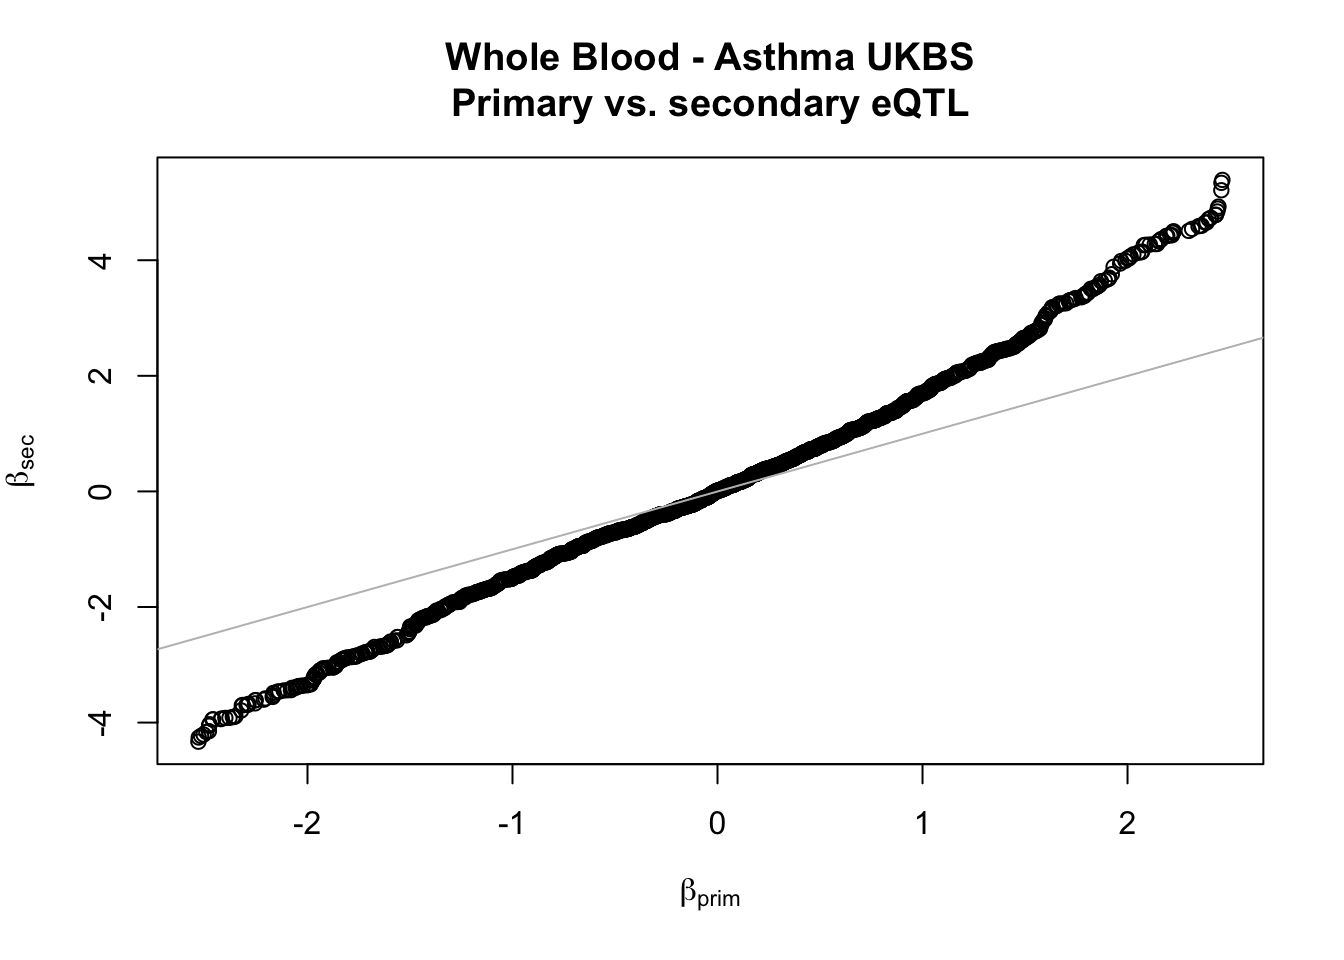 Whole Blood - Asthma UKBS
Primary vs. secondary eQTL
4
2
0
-2
-4
βsec
-2 -1 0 1 2
βprim